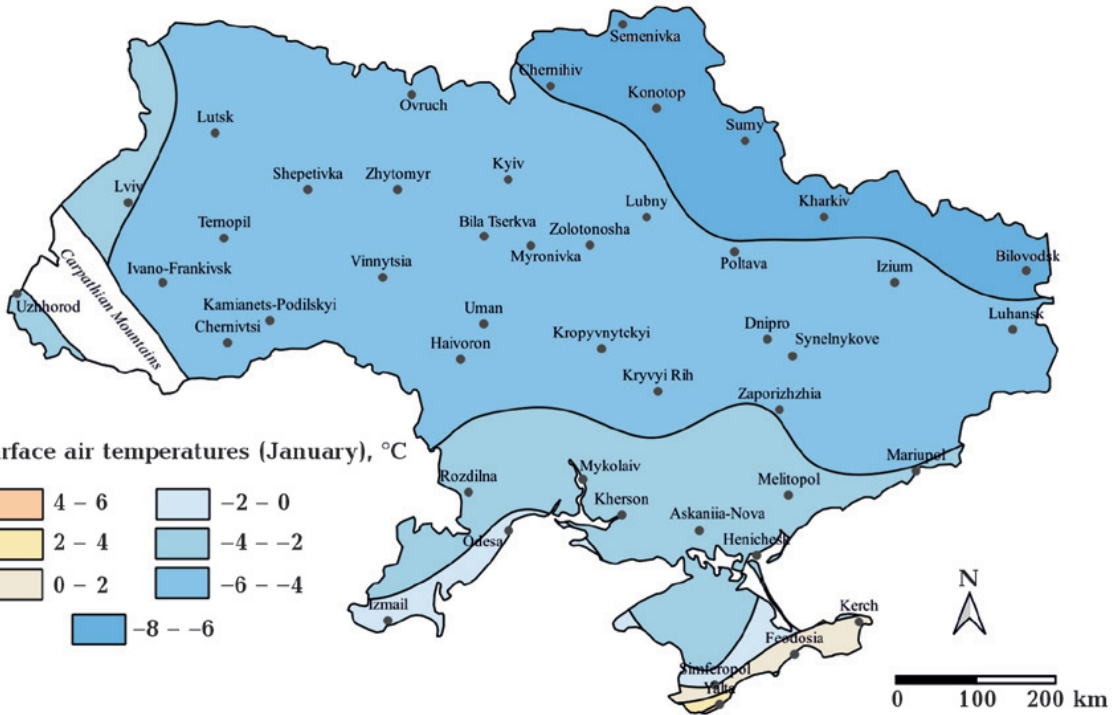 Semenivka
Chernihiv
Konotop
Ovruch
Sumy
Lutsk
Kyiv
Shepetivka
Zhytomyr
Lviv
Lubny
Kharkiv
Ternopil
Bila Tserkva
Zolotonosha
Myronivka
Poltava
Bilovodsk
Carpathian Mountains
Ivano-Frankivsk
Vinnytsia
Izium
Uzhhorod
Kamianets-Podilskyi
Chernivtsi
Uman
Luhansk
Dnipro
Synelnykove
Haivoron
Kropyvnytekyi
Kryvyi Rih
Zaporizhzhia
rface air temperatures (January), °C
4 – 6
2 – 4
0 – 2
–2 – 0
–4 – –2
–6 – –4
–8 – –6
Rozdilna
Mykolaiv
Melitopol
Mariupol
Kherson
Askaniia-Nova
Odesa
Henichesk
Izmail
Kerch
Feodosia
Simferopol
Yalta
N
0 100 200 km